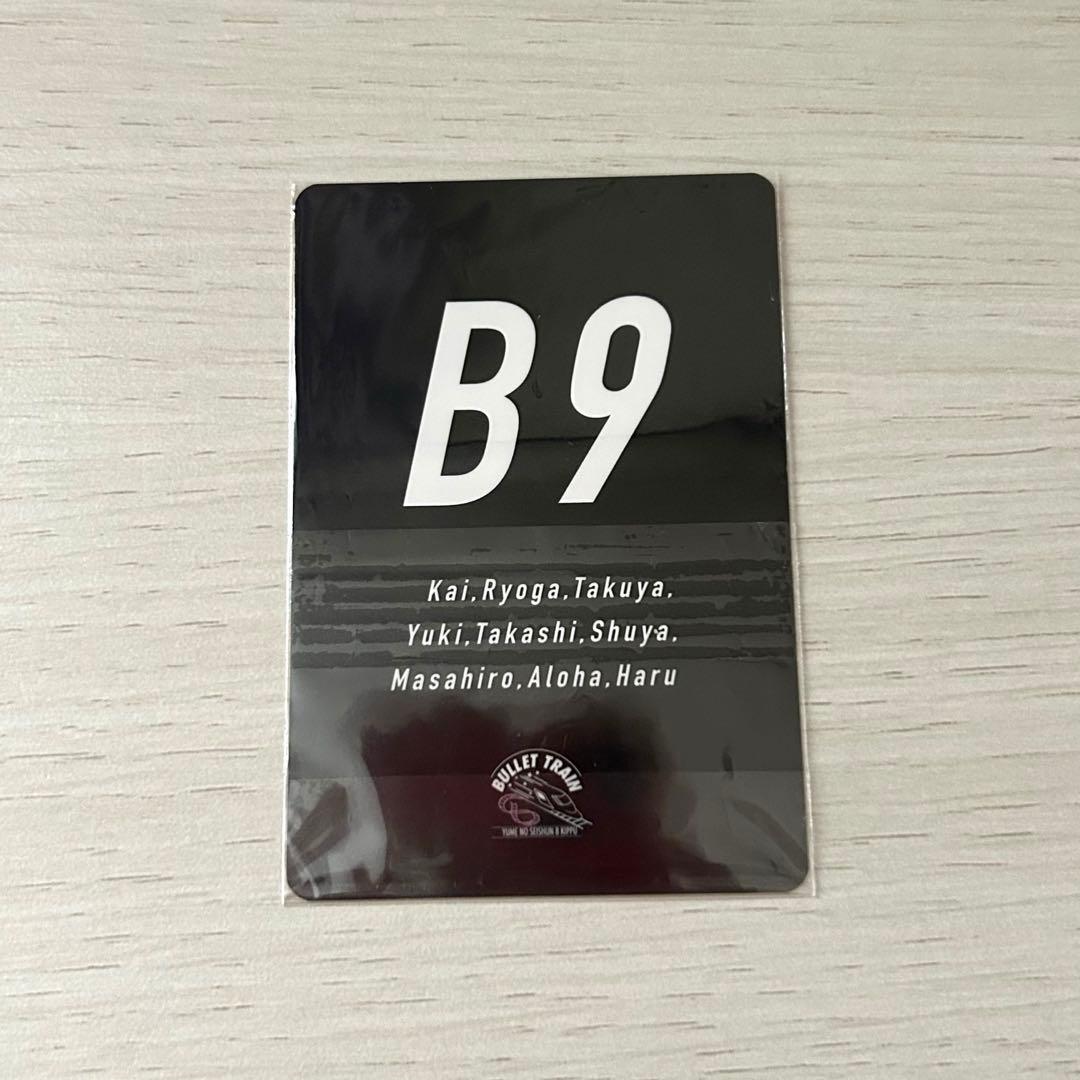 B9
Kai,Ryoga,Takuya,
Yuki,Takashi,Shuya,
Masahiro,Aloha,Haru
BULLET TRAIN
YUME NO SEISHUN 8 KIPPU